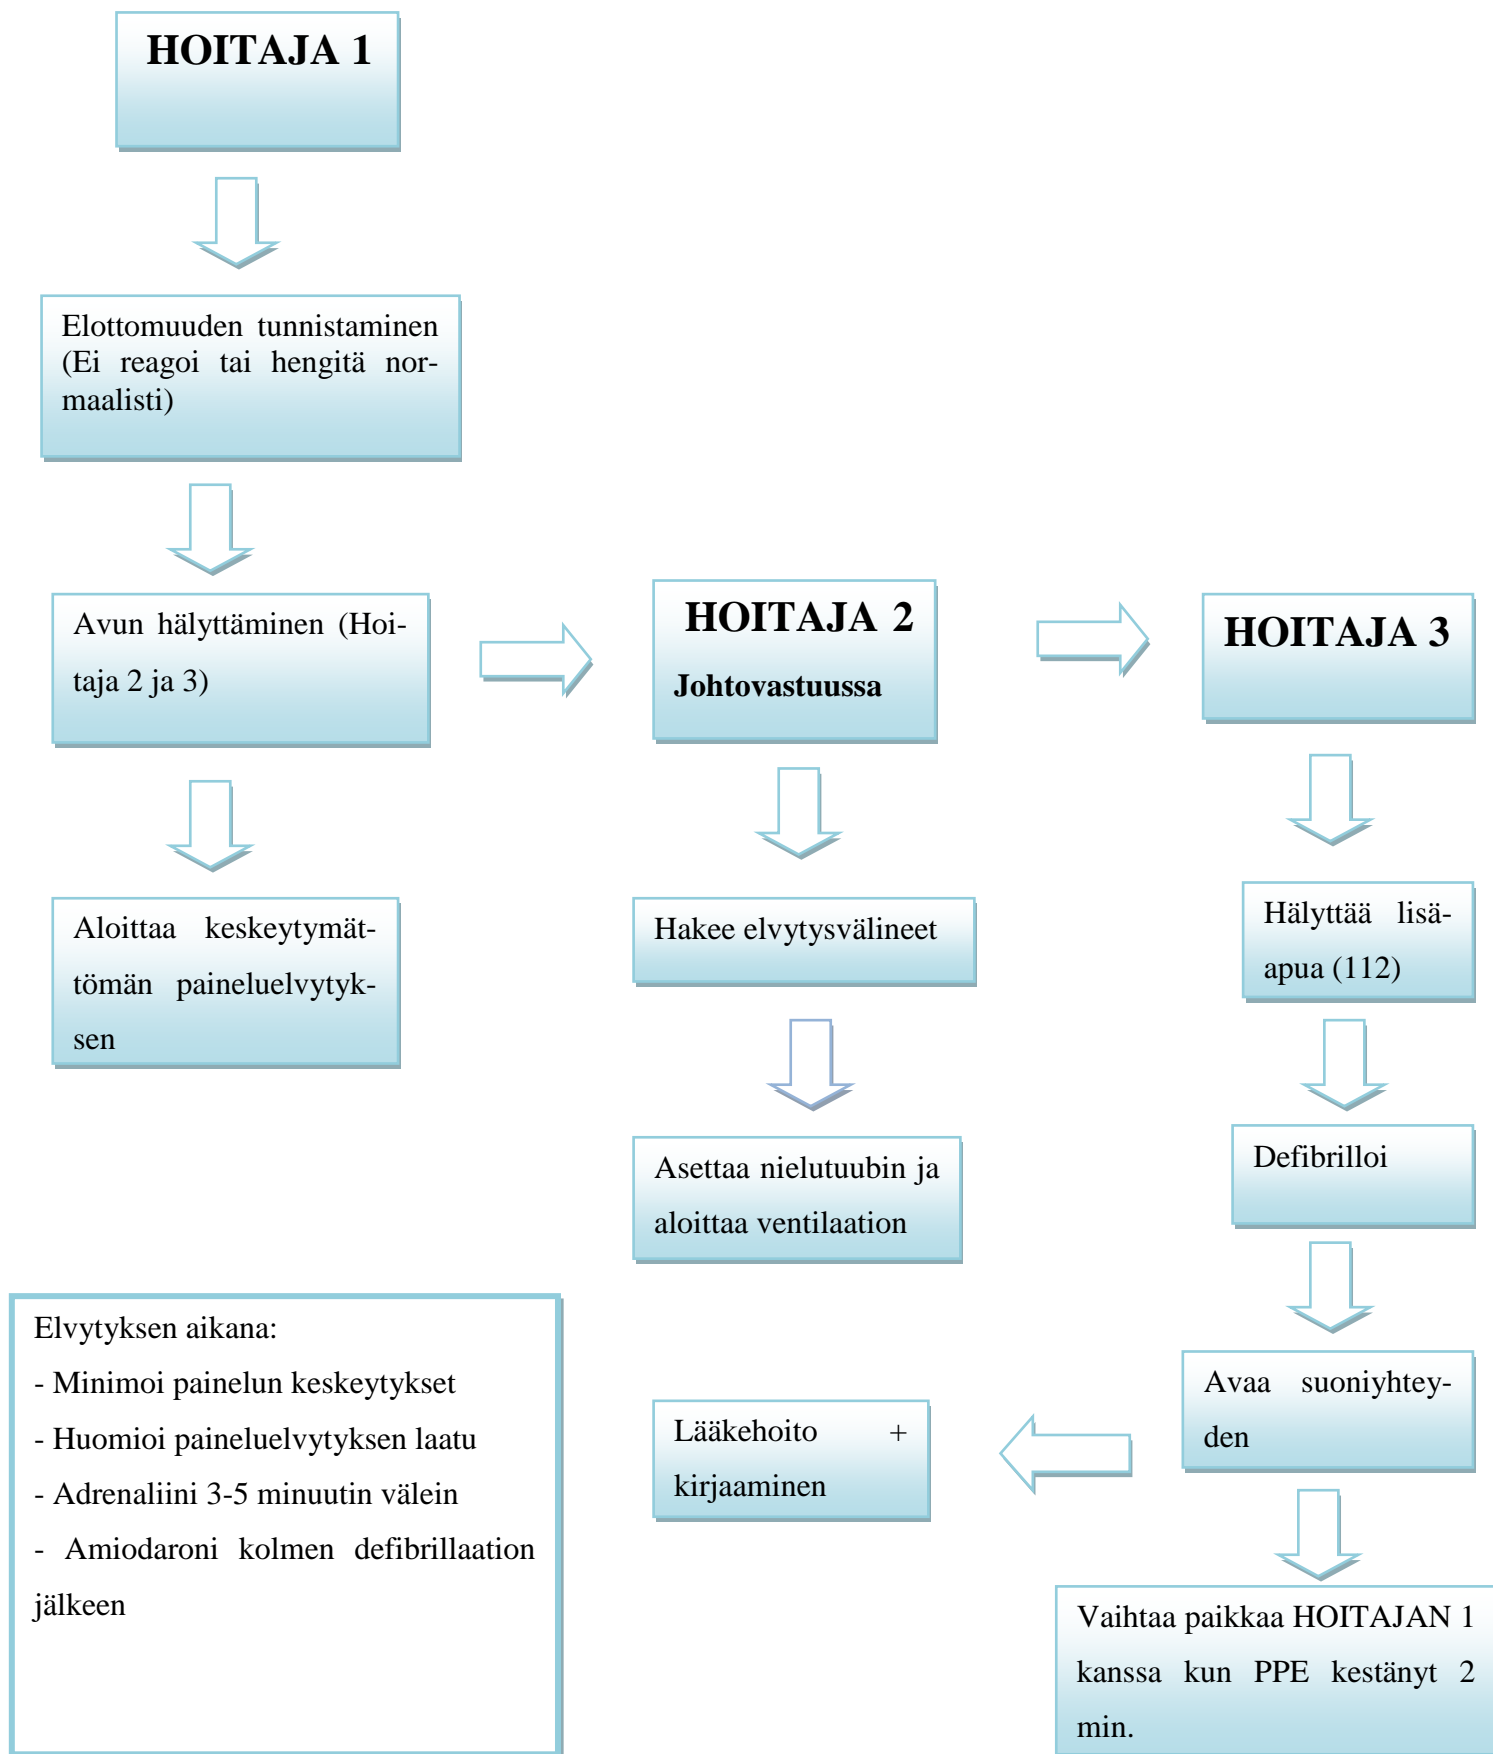 HOITAJA 1
Elottomuuden tunnistaminen
(Ei reagoi tai hengitä nor-
maalisti)
Avun hälyttäminen (Hoi-
taja 2 ja 3)
Aloittaa keskeytymät-
tömän paineluelvytyk-
sen
HOITAJA 2
Johtovastuussa
Hakee elvytysvälineet
Asettaa nielutuubin ja
aloittaa ventilaation
HOITAJA 3
Hälyttää lisä-
apua (112)
Defibrilloi
Avaa suoniyhtey-
den
Lääkehoito +
kirjaaminen
Vaihtaa paikkaa HOITAJAN 1
kanssa kun PPE kestänyt 2
min.
Elvytyksen aikana:
- Minimoi painelun keskeytykset
- Huomioi paineluelvytyksen laatu
- Adrenaliini 3-5 minuutin välein
- Amiodaroni kolmen defibrillaation
jälkeen